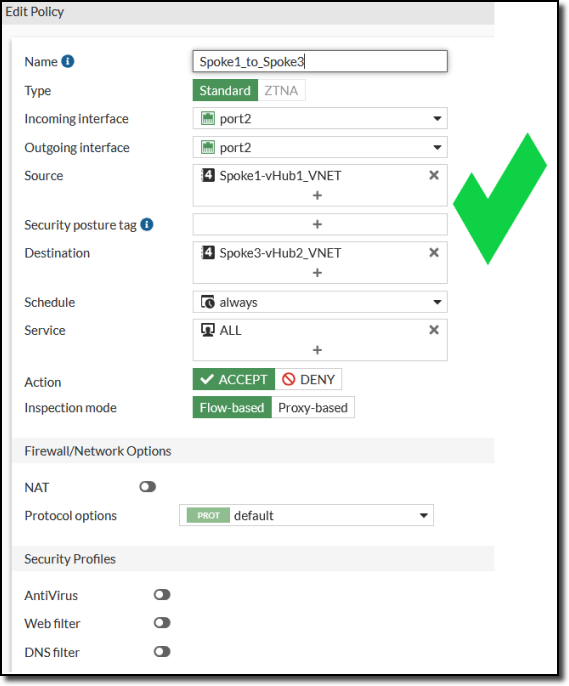 Edit Policy
Name
Spoke1_to_Spoke3
Type
Standard ZTNA
Incoming interface
port2
Outgoing interface
port2
Source
4 Spoke1-vHub1_VNET
+
Security posture tag
+
Destination
4 Spoke3-vHub2_VNET
+
Schedule
always
Service
ALL
+
Action
ACCEPT DENY
Inspection mode
Flow-based Proxy-based
Firewall/Network Options
NAT
Protocol options
PROT default
Security Profiles
AntiVirus
Web filter
DNS filter